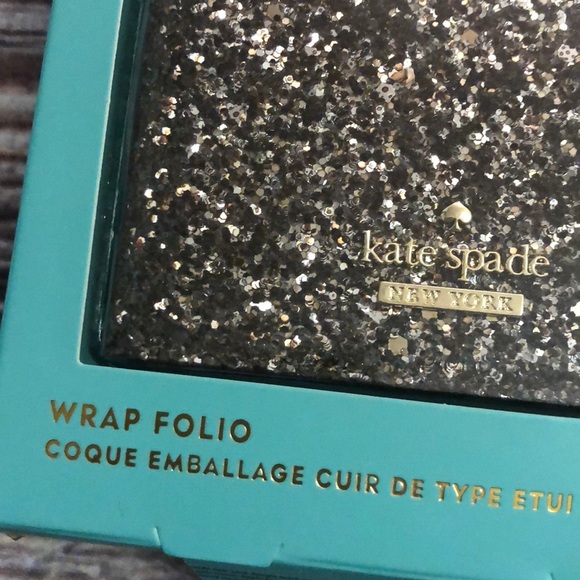 kate spade
NEW YORK
WRAP FOLIO
COQUE EMBALLAGE CUIR DE TYPE ETUI